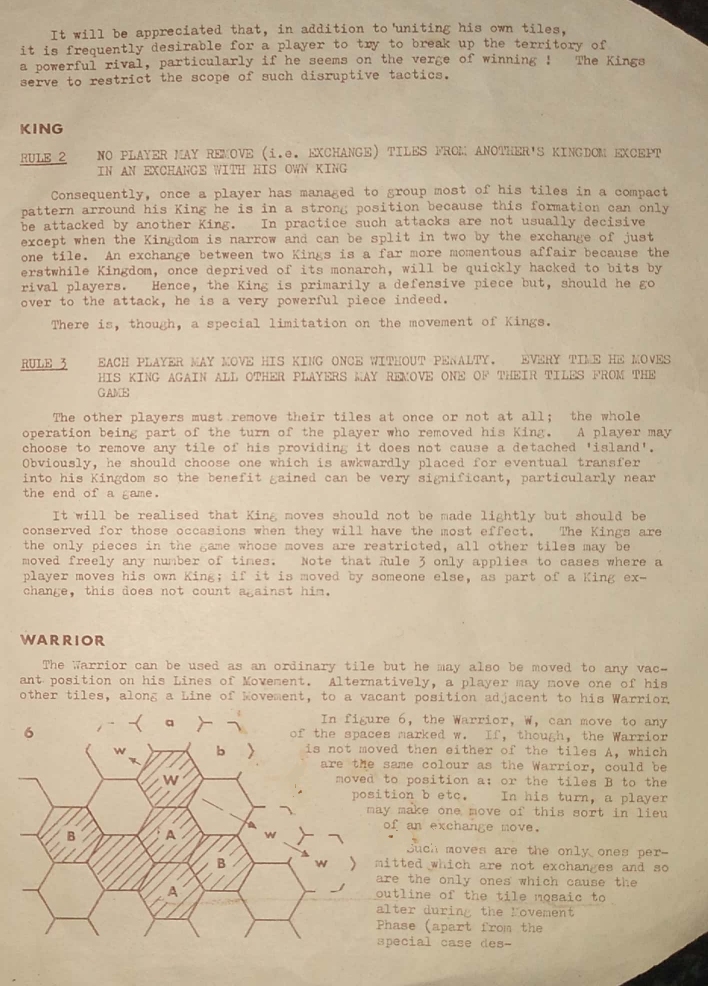 It will be appreciated that, in addition to 'uniting his own tiles,
it is frequently desirable for a player to try to break up the territory of
a powerful rival, particularly if he seems on the verge of winning ! The Kings
serve to restrict the scope of such disruptive tactics.
KING
RULE 2 NO PLAYER MAY REMOVE (i.e. EXCHANGE) TILES FROM ANOTHER'S KINGDOM EXCEPT
IN AN EXCHANGE WITH HIS OWN KING
Consequently, once a player has managed to group most of his tiles in a compact
pattern arround his King he is in a strong position because this formation can only
be attacked by another King. In practice such attacks are not usually decisive
except when the Kingdom is narrow and can be split in two by the exchange of just
one tile. An exchange between two Kings is a far more momentous affair because the
erstwhile Kingdom, once deprived of its monarch, will be quickly hacked to bits by
rival players. Hence, the King is primarily a defensive piece but, should he go
over to the attack, he is a very powerful piece indeed.
There is, though, a special limitation on the movement of Kings.
RULE 3 EACH PLAYER MAY MOVE HIS KING ONCE WITHOUT PENALTY. EVERY TIME HE MOVES
HIS KING AGAIN ALL OTHER PLAYERS MAY REMOVE ONE OF THEIR TILES FROM THE
GAME
The other players must remove their tiles at once or not at all; the whole
operation being part of the turn of the player who removed his King. A player may
choose to remove any tile of his providing it does not cause a detached 'island'.
Obviously, he should choose one which is awkwardly placed for eventual transfer
into his Kingdom so the benefit gained can be very significant, particularly near
the end of a game.
It will be realised that King moves should not be made lightly but should be
conserved for those occasions when they will have the most effect. The Kings are
the only pieces in the game whose moves are restricted, all other tiles may be
moved freely any number of times. Note that Rule 3 only applies to cases where a
player moves his own King; if it is moved by someone else, as part of a King ex-
change, this does not count against him.
WARRIOR
The Warrior can be used as an ordinary tile but he may also be moved to any vac-
ant position on his Lines of Movement. Alternatively, a player may move one of his
other tiles, along a Line of Movement, to a vacant position adjacent to his Warrior.
In figure 6, the Warrior, W, can move to any
of the spaces marked w. If, though, the Warrior
is not moved then either of the tiles A, which
are the same colour as the Warrior, could be
moved to position a: or the tiles B to the
position b etc. In his turn, a player
may make one move of this sort in lieu
of an exchange move.
Such moves are the only ones per-
mitted which are not exchanges and so
are the only ones which cause the
outline of the tile mosaic to
alter during the Movement
Phase (apart from the
special case des-
6
a
w
b
W
w
B
A
B
w
A